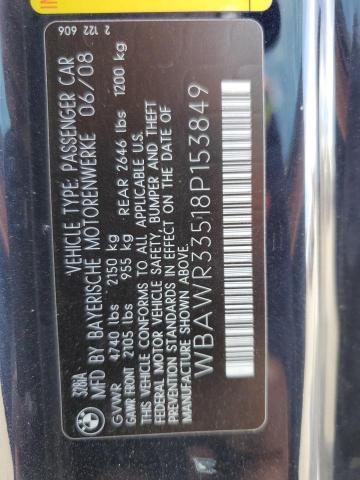 2 122 606
328IA
VEHICLE TYPE: PASSENGER CAR
MFD BY BAYERISCHE MOTORENWERKE 06/08
GVWR 4740 lbs 2150 kg
GAWR FRONT 2105 lbs 955 kg REAR 2646 lbs 1200 kg
THIS VEHICLE CONFORMS TO ALL APPLICABLE U.S.
FEDERAL MOTOR VEHICLE SAFETY, BUMPER AND THEFT
PREVENTION STANDARDS IN EFFECT ON THE DATE OF
MANUFACTURE SHOWN ABOVE.
WBAWR33518P153849